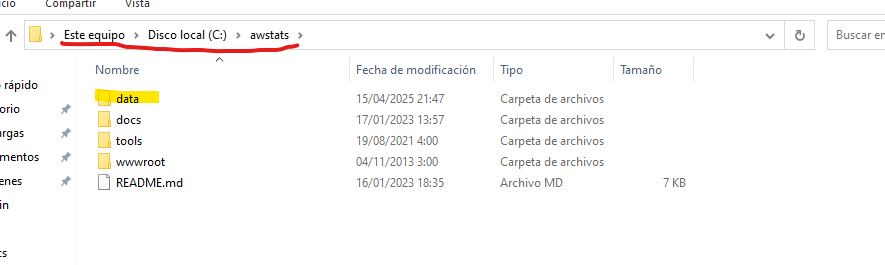 nicio Compartir Vista
Este equipo > Disco local (C:) > awstats >
Buscar en
Nombre Fecha de modificación Tipo Tamaño
data 15/04/2025 21:47 Carpeta de archivos
docs 17/01/2023 13:57 Carpeta de archivos
tools 19/08/2021 4:00 Carpeta de archivos
wwwroot 04/11/2013 3:00 Carpeta de archivos
README.md 16/01/2023 18:35 Archivo MD 7 KB
o rápido
orio
rgas
mentos
enes
in
cs